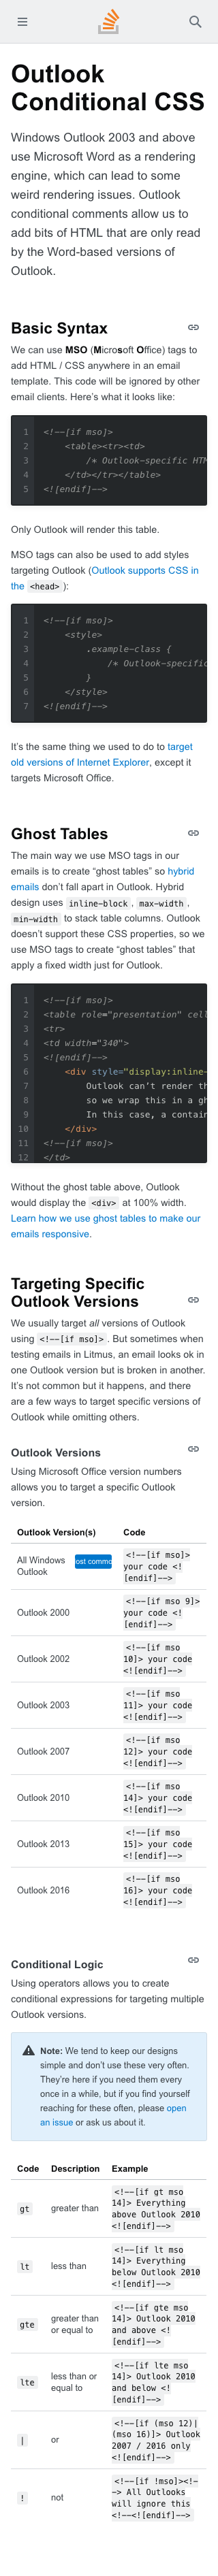 Outlook
Conditional CSS
Windows Outlook 2003 and above
use Microsoft Word as a rendering
engine, which can lead to some
weird rendering issues. Outlook
conditional comments allow us to
add bits of HTML that are only read
by the Word-based versions of
Outlook.
Basic Syntax
We can use MSO (Microsoft Office) tags to
add HTML / CSS anywhere in an email
template. This code will be ignored by other
email clients. Here's what it looks like:
1 <!--[if mso]>
2 <table><tr><td>
3 /* Outlook-specific HTM
4 </td></tr></table>
5 <![endif]-->
Only Outlook will render this table.
MSO tags can also be used to add styles
targeting Outlook (Outlook supports CSS in
the <head> ):
1 <!--[if mso]>
2 <style>
3 .example-class {
4 /* Outlook-specific
5 }
6 </style>
7 <![endif]-->
It's the same thing we used to do to target
old versions of Internet Explorer, except it
targets Microsoft Office.
Ghost Tables
The main way we use MSO tags in our
emails is to create “ghost tables” so hybrid
emails don't fall apart in Outlook. Hybrid
design uses inline-block , max-width ,
min-width to stack table columns. Outlook
doesn't support these CSS properties, so we
use MSO tags to create “ghost tables” that
apply a fixed width just for Outlook.
1 <!--[if mso]>
2 <table role="presentation" cell
3 <tr>
4 <td width="340">
5 <![endif]-->
6 <div style="display:inline-
7 Outlook can't render th
8 so we wrap this in a gh
9 In this case, a contain
10 </div>
11 <!--[if mso]>
12 </td>
Without the ghost table above, Outlook
would display the <div> at 100% width.
Learn how we use ghost tables to make our
emails responsive.
Targeting Specific
Outlook Versions
We usually target all versions of Outlook
using <!--[if mso]> . But sometimes when
testing emails in Litmus, an email looks ok in
one Outlook version but is broken in another.
It's not common but it happens, and there
are a few ways to target specific versions of
Outlook while omitting others.
Outlook Versions
Using Microsoft Office version numbers
allows you to target a specific Outlook
version.
Outlook Version(s) Code
All Windows
Outlook
ost commo
<!--[if mso]>
your code <!
[endif]-->
Outlook 2000
<!--[if mso 9]>
your code <!
[endif]-->
Outlook 2002
<!--[if mso
10]> your code
<![endif]-->
Outlook 2003
<!--[if mso
11]> your code
<![endif]-->
Outlook 2007
<!--[if mso
12]> your code
<![endif]-->
Outlook 2010
<!--[if mso
14]> your code
<![endif]-->
Outlook 2013
<!--[if mso
15]> your code
<![endif]-->
Outlook 2016
<!--[if mso
16]> your code
<![endif]-->
Conditional Logic
Using operators allows you to create
conditional expressions for targeting multiple
Outlook versions.
Note: We tend to keep our designs
simple and don't use these very often.
They're here if you need them every
once in a while, but if you find yourself
reaching for these often, please open
an issue or ask us about it.
Code Description Example
gt greater than
<!--[if gt mso
14]> Everything
above Outlook 2010
<![endif]-->
lt less than
<!--[if lt mso
14]> Everything
below Outlook 2010
<![endif]-->
gte greater than
or equal to
<!--[if gte mso
14]> Outlook 2010
and above <!
[endif]-->
lte less than or
equal to
<!--[if lte mso
14]> Outlook 2010
and below <!
[endif]-->
| or
<!--[if (mso 12)|
(mso 16)]> Outlook
2007 / 2016 only
<![endif]-->
! not
<!--[if !mso]><!-
-> All Outlooks
will ignore this
<!--<![endif]-->